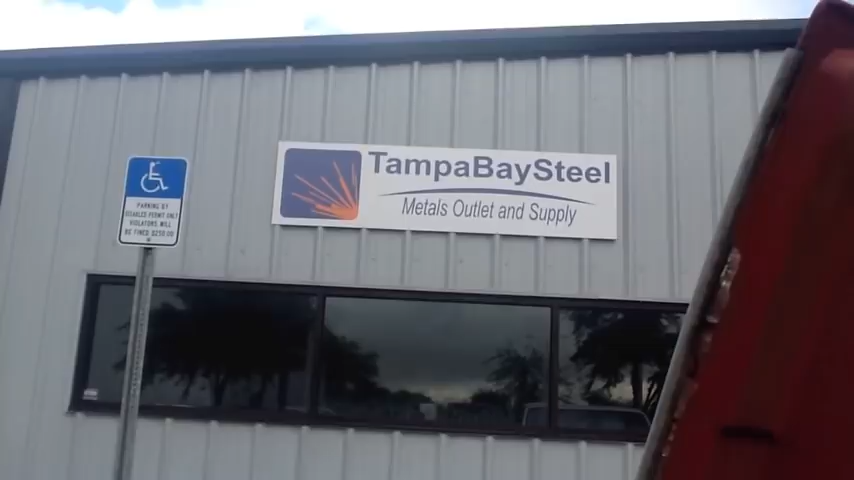 TampaBaySteel
Metals Outlet and Supply
PARKING BY
DISABLED PERMIT ONLY
VIOLATORS WILL
BE FINED $250.00